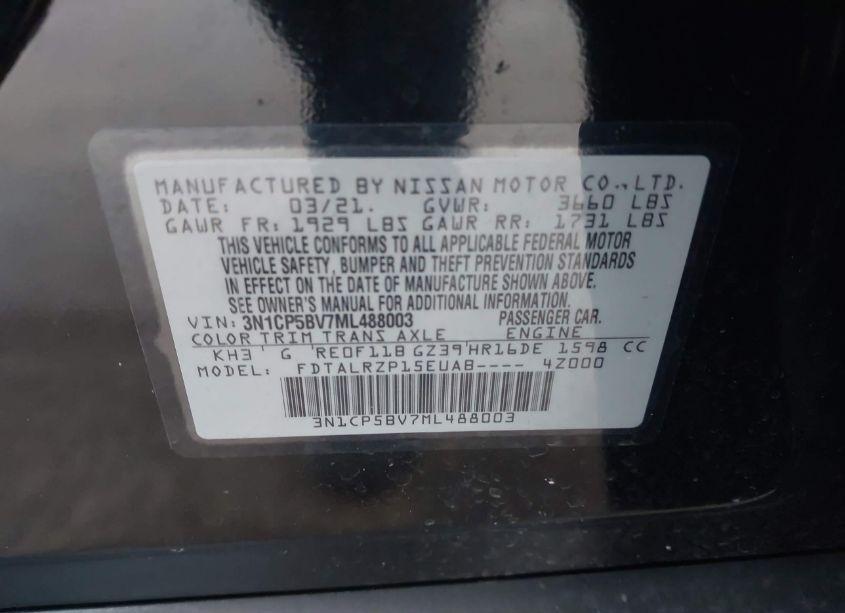 MANUFACTURED BY NISSAN MOTOR CO., LTD.
DATE: 03/21. GVWR: 3660 LBS
GAWR FR: 1929 LBS GAWR RR: 1731 LBS
THIS VEHICLE CONFORMS TO ALL APPLICABLE FEDERAL MOTOR
VEHICLE SAFETY, BUMPER AND THEFT PREVENTION STANDARDS
IN EFFECT ON THE DATE OF MANUFACTURE SHOWN ABOVE.
SEE OWNER'S MANUAL FOR ADDITIONAL INFORMATION.
VIN: 3N1CP5BV7ML488003 PASSENGER CAR.
COLOR TRIM TRANS AXLE ENGINE
KH3 G RE0F11B GZ39 HR16DE 1598 CC
MODEL: FDTALRZP15EUAB---- 4Z000
3N1CP5BV7ML488003